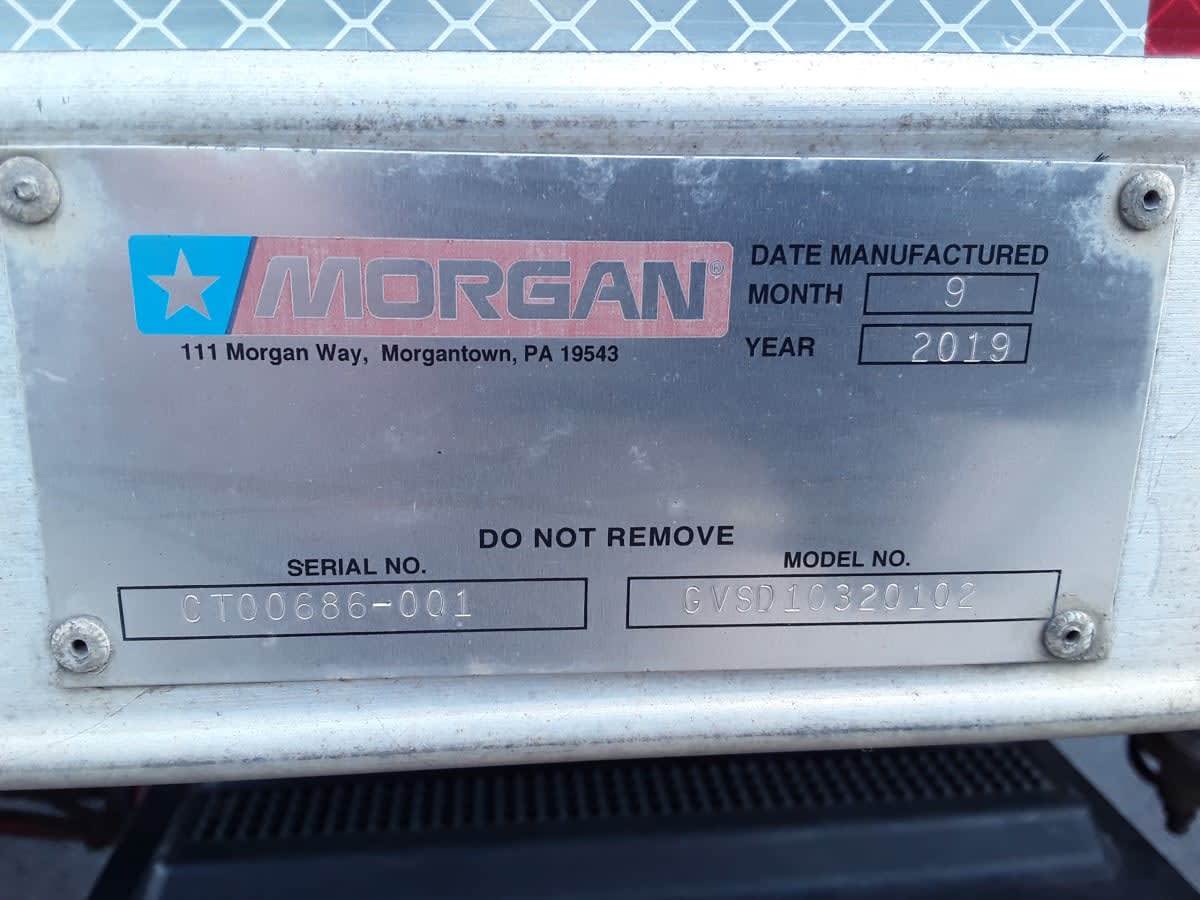 MORGAN®
111 Morgan Way, Morgantown, PA 19543
DATE MANUFACTURED
MONTH 9
YEAR 2019
DO NOT REMOVE
SERIAL NO.
CT00686-001
MODEL NO.
GVSD10320102